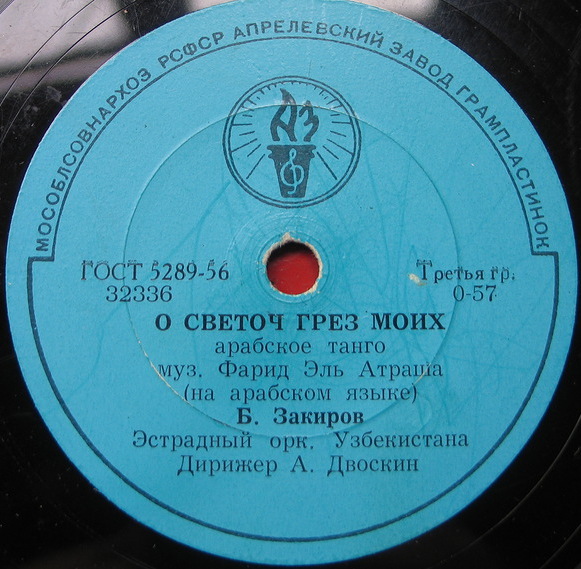 МОСОБЛСОВНАРХОЗ РСФСР АПРЕЛЕВСКИЙ ЗАВОД ГРАМПЛАСТИНОК
АЗ
ГОСТ 5289-56
32336
Третья гр.
0-57
О СВЕТОЧ ГРЕЗ МОИХ
арабское танго
муз. Фарид Эль Атраша
(на арабском языке)
Б. Закиров
Эстрадный орк. Узбекистана
Дирижер А. Двоскин